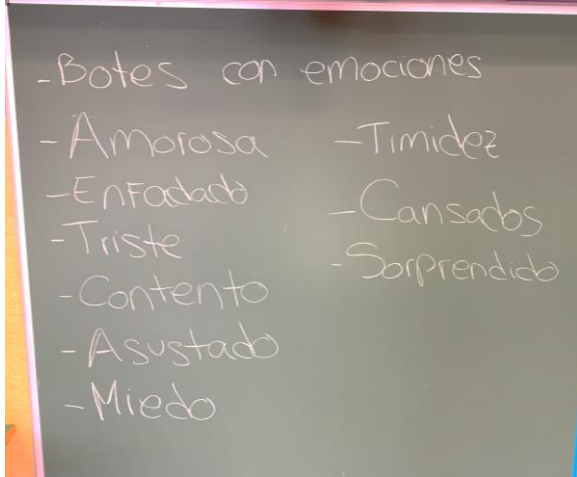 -Botes con emociones
-Amorosa
-Enfadado
-Triste
-Contento
-Asustado
-Miedo
-Timidez
-Cansados
-Sorprendido